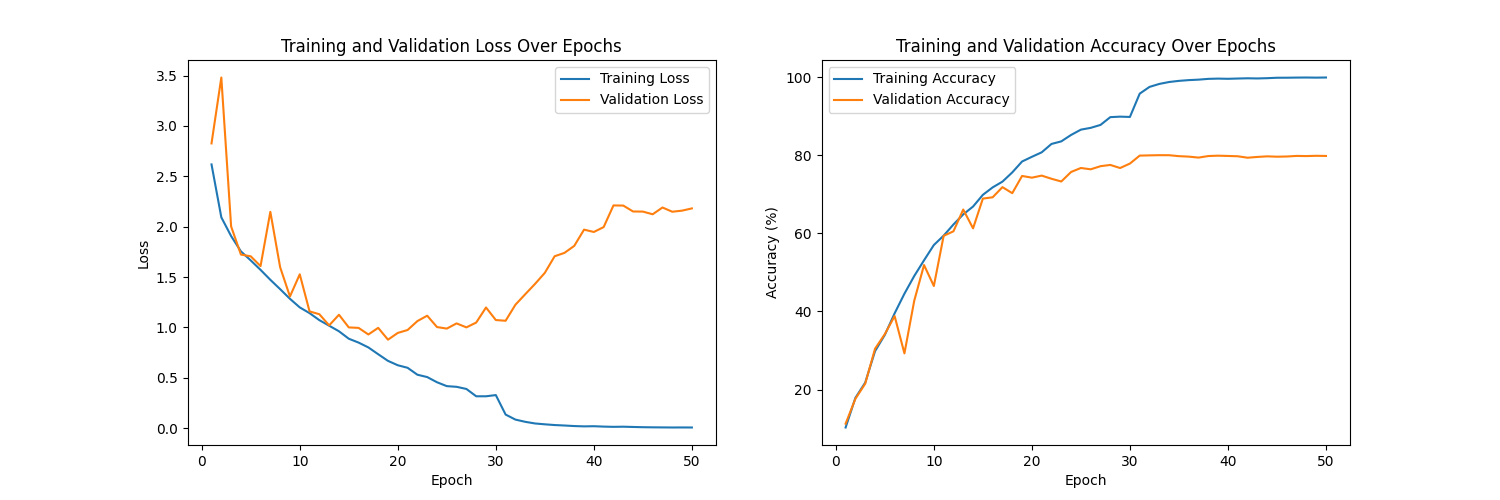 Training and Validation Loss Over Epochs
Training Loss
Validation Loss
3.5
3.0
2.5
2.0
1.5
1.0
0.5
0.0
Loss
0 10 20 30 40 50
Epoch
Training and Validation Accuracy Over Epochs
Training Accuracy
Validation Accuracy
100
80
60
40
20
Accuracy (%)
0 10 20 30 40 50
Epoch